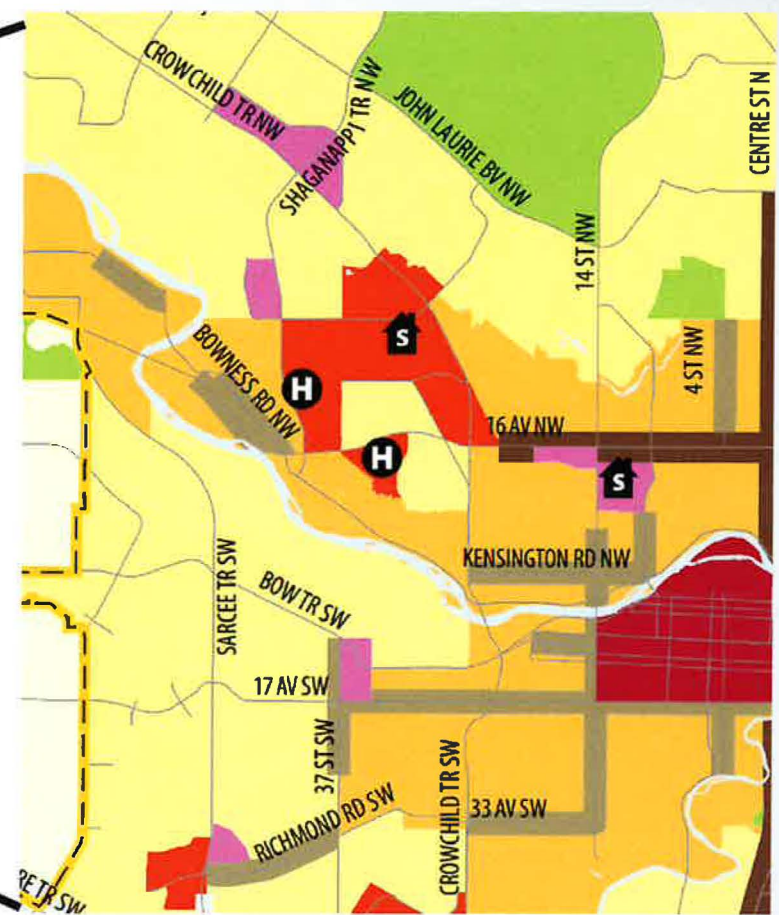 CROWCHILD TR NW
SHAGANAPPI TR NW
JOHN LAURIE BV NW
CENTRE ST N
14 ST NW
4 ST NW
S
BOWNESS RD NW
H
16 AV NW
H
S
KENSINGTON RD NW
SARCEE TR SW
BOW TR SW
17 AV SW
37 ST SW
CROWCHILD TR SW
33 AV SW
RICHMOND RD SW
RE TR SW